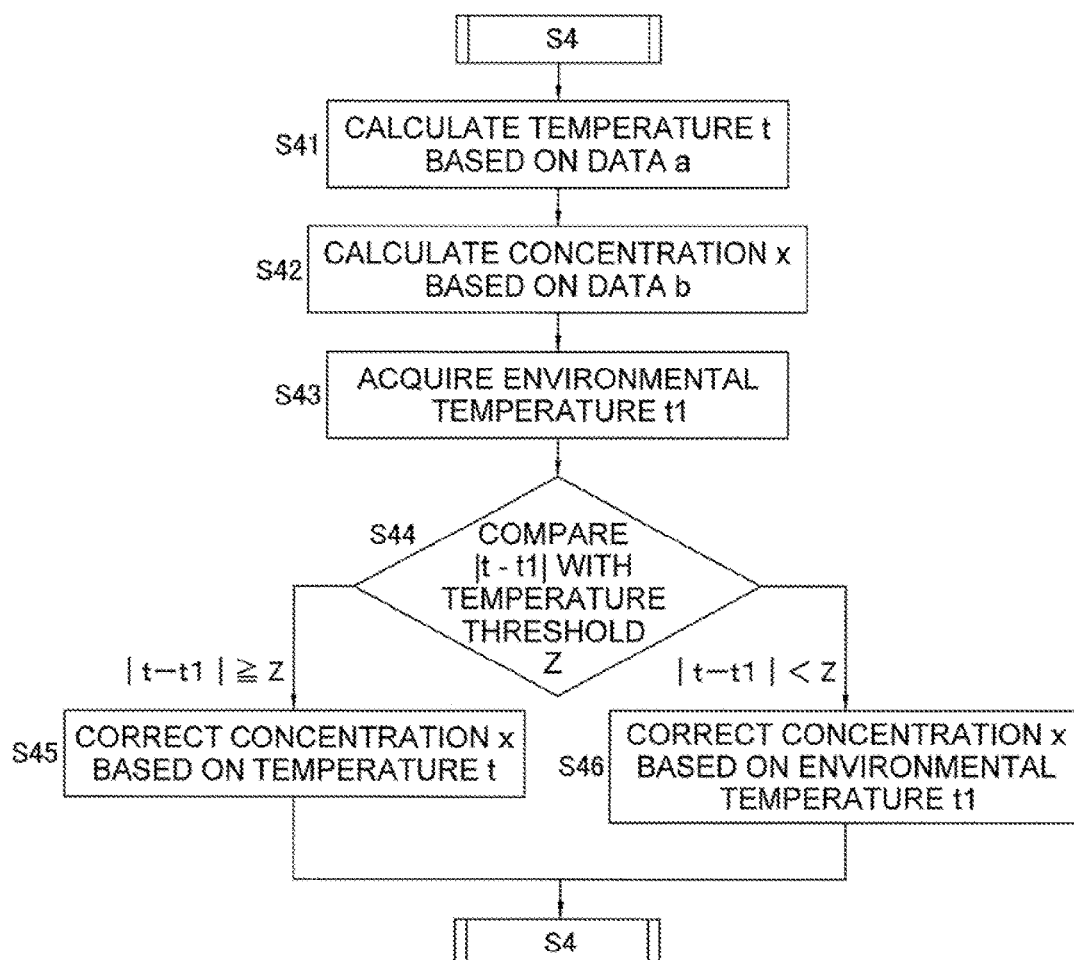 S4
S41
CALCULATE TEMPERATURE t
BASED ON DATA a
S42
CALCULATE CONCENTRATION x
BASED ON DATA b
S43
ACQUIRE ENVIRONMENTAL
TEMPERATURE t1
S44
COMPARE
|t - t1| WITH
TEMPERATURE
THRESHOLD
Z
| t−t1 | ≧ Z
| t−t1 | < Z
S45
CORRECT CONCENTRATION x
BASED ON TEMPERATURE t
S46
CORRECT CONCENTRATION x
BASED ON ENVIRONMENTAL
TEMPERATURE t1
S4